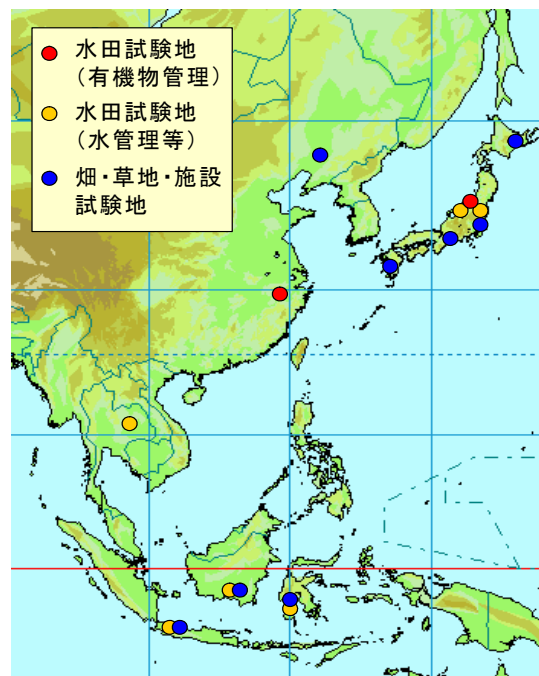 水田試験地
（有機物管理）
水田試験地
（水管理等）
畑・草地・施設
試験地